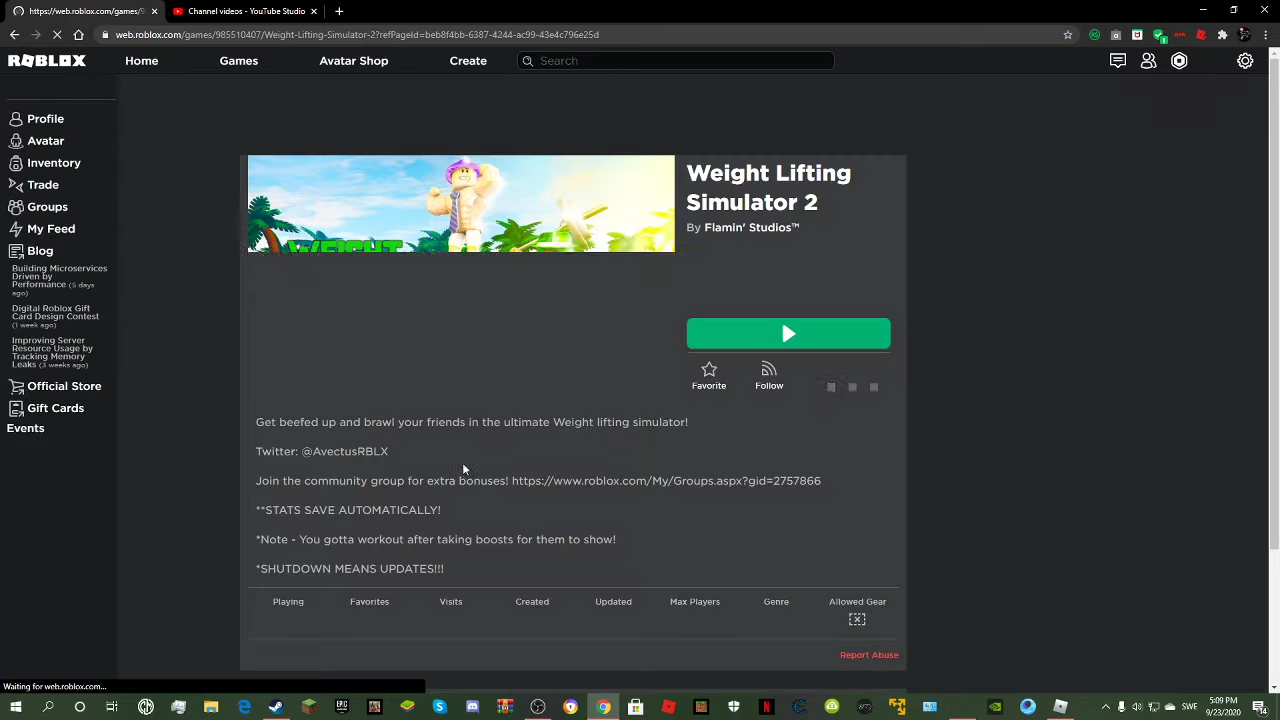 https://web.roblox.com/games/9
Channel videos - YouTube Studio
web.roblox.com/games/985510407/Weight-Lifting-Simulator-2?refPageId=beb8f4bb-6387-4244-ac99-43e4c796e25d
ROBLOX
Home
Games
Avatar Shop
Create
Search
Profile
Avatar
Inventory
Trade
Groups
My Feed
Blog
Building Microservices
Driven by
Performance (5 days
ago)
Digital Roblox Gift
Card Design Contest
(1 week ago)
Improving Server
Resource Usage by
Tracking Memory
Leaks (3 weeks ago)
Official Store
Gift Cards
Events
WEIGHT
Weight Lifting
Simulator 2
By Flamin' Studios™
Favorite
Follow
Get beefed up and brawl your friends in the ultimate Weight lifting simulator!
Twitter: @AvectusRBLX
Join the community group for extra bonuses! https://www.roblox.com/My/Groups.aspx?gid=2757866
**STATS SAVE AUTOMATICALLY!
*Note - You gotta workout after taking boosts for them to show!
*SHUTDOWN MEANS UPDATES!!!
Playing
Favorites
Visits
Created
Updated
Max Players
Genre
Allowed Gear
Report Abuse
Waiting for web.roblox.com...
SWE
5:09 PM
9/23/2020